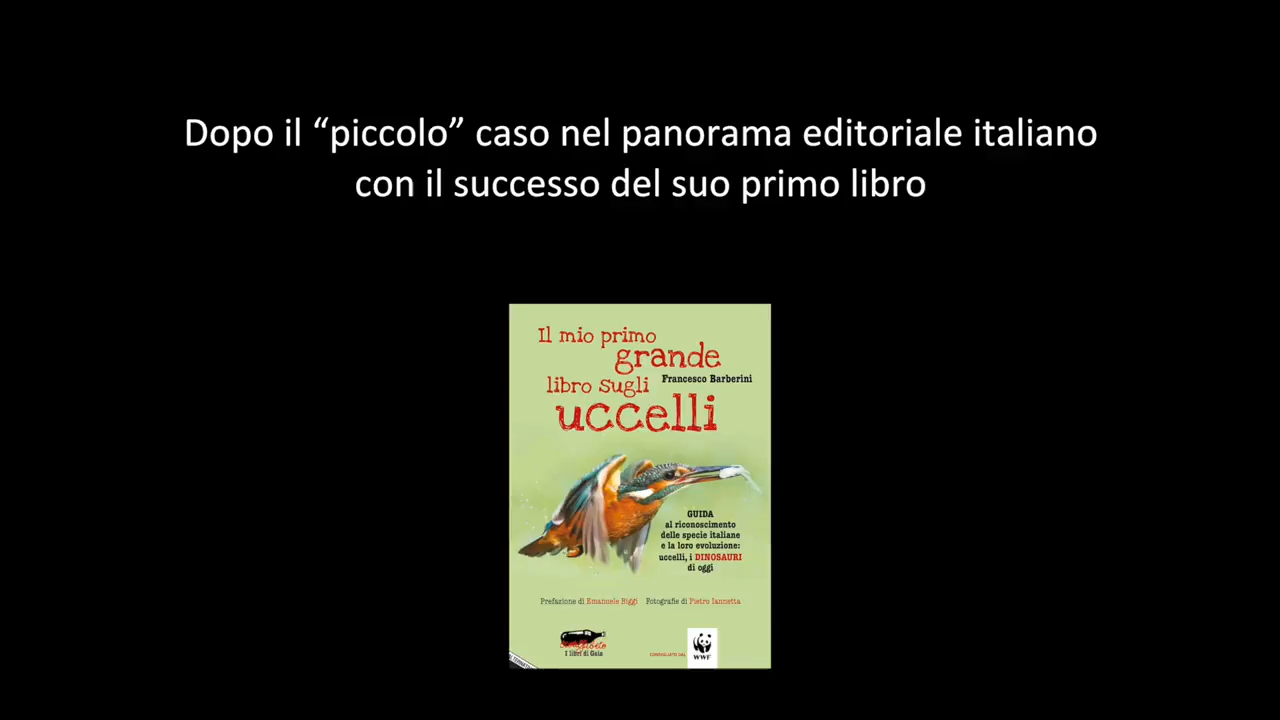 Dopo il “piccolo” caso nel panorama editoriale italiano
con il successo del suo primo libro
Il mio primo
grande
Francesco Barberini
libro sugli
uccelli
GUIDA
al riconoscimento
delle specie italiane
e la loro evoluzione:
uccelli, i DINOSAURI
di oggi
Prefazione di Emanuele Biggi Fotografie di Pietro Iannetta
I libri di Gaia
WWF